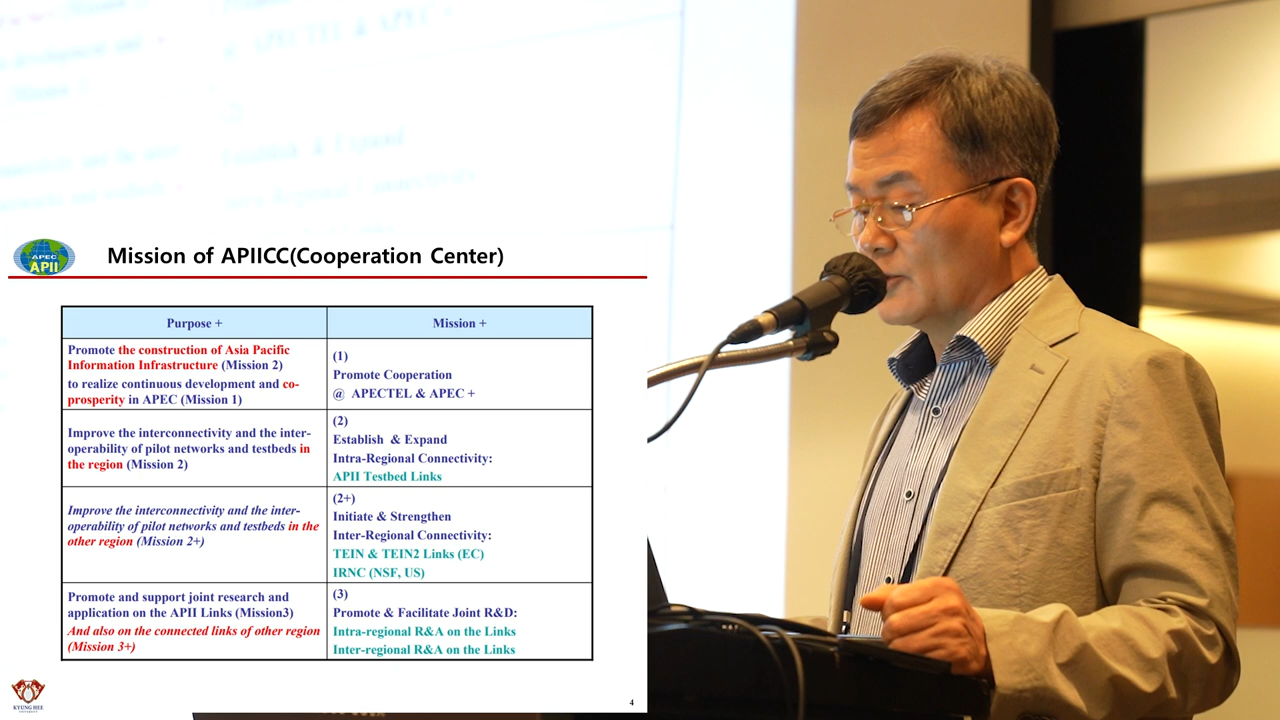 APEC
APII
Mission of APIICC(Cooperation Center)
Purpose +
Mission +
Promote the construction of Asia Pacific
Information Infrastructure (Mission 2)
to realize continuous development and co-
prosperity in APEC (Mission 1)
(1)
Promote Cooperation
@ APECTEL & APEC +
Improve the interconnectivity and the inter-
operability of pilot networks and testbeds in
the region (Mission 2)
(2)
Establish & Expand
Intra-Regional Connectivity:
APII Testbed Links
Improve the interconnectivity and the inter-
operability of pilot networks and testbeds in the
other region (Mission 2+)
(2+)
Initiate & Strengthen
Inter-Regional Connectivity:
TEIN & TEIN2 Links (EC)
IRNC (NSF, US)
Promote and support joint research and
application on the APII Links (Mission3)
And also on the connected links of other region
(Mission 3+)
(3)
Promote & Facilitate Joint R&D:
Intra-regional R&A on the Links
Inter-regional R&A on the Links
KYUNG HEE
UNIVERSITY
4